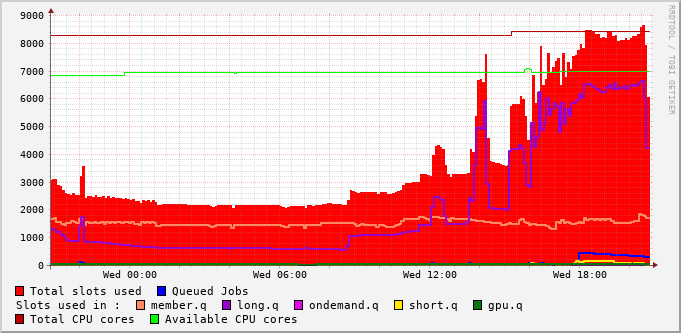 9000
8000
7000
6000
5000
4000
3000
2000
1000
0
Wed 00:00 Wed 06:00 Wed 12:00 Wed 18:00
RRDTOOL / TOBI OETIKER
Total slots used Queued Jobs
Slots used in : member.q long.q ondemand.q short.q gpu.q
Total CPU cores Available CPU cores